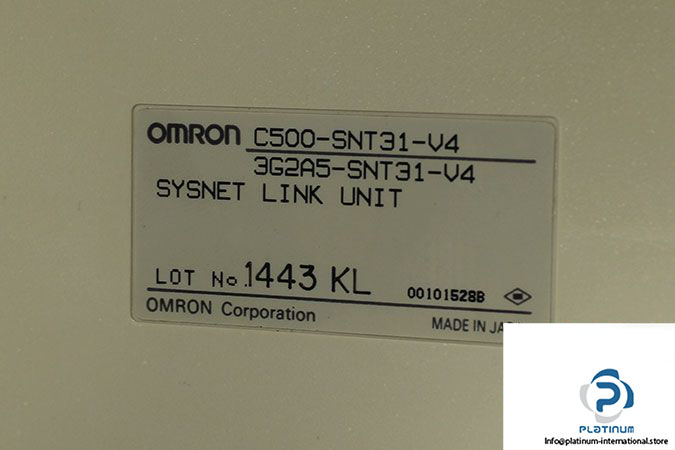 OMRON C500-SNT31-V4
3G2A5-SNT31-V4
SYSNET LINK UNIT
LOT No. 1443 KL 00101528B
OMRON Corporation MADE IN
PLATINUM
Info@platinum-international.store